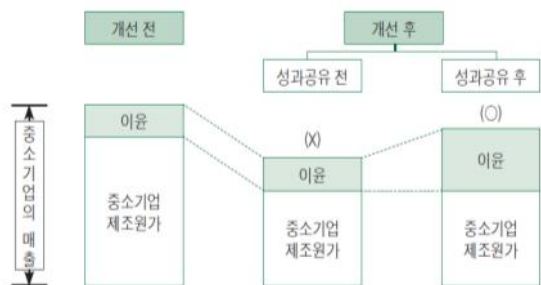 개선 전
개선 후
성과공유 전
성과공유 후
중소기업의 매출
이윤
(X)
(O)
이윤
이윤
중소기업
제조원가
중소기업
제조원가
중소기업
제조원가